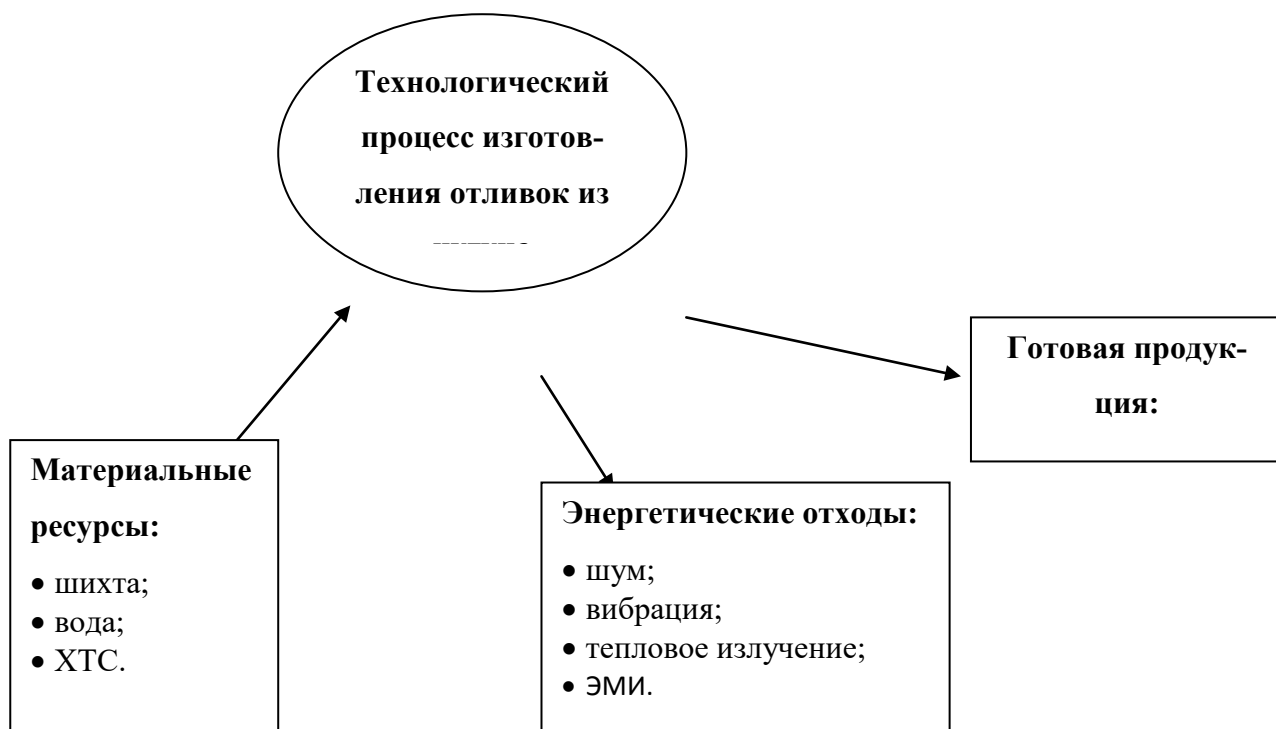 Технологический
процесс изготов-
ления отливок из
Готовая продук-
ция:
Материальные
ресурсы:
• шихта;
• вода;
• ХТС.
Энергетические отходы:
• шум;
• вибрация;
• тепловое излучение;
• ЭМИ.